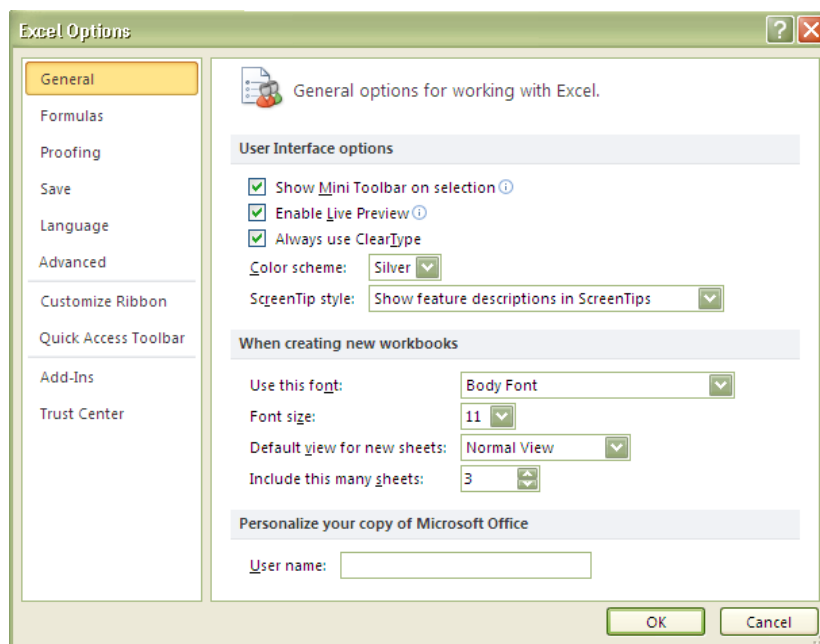 Excel Options
General
Formulas
Proofing
Save
Language
Advanced
Customize Ribbon
Quick Access Toolbar
Add-Ins
Trust Center
General options for working with Excel.
User Interface options
Show Mini Toolbar on selection
Enable Live Preview
Always use ClearType
Color scheme: Silver
ScreenTip style: Show feature descriptions in ScreenTips
When creating new workbooks
Use this font: Body Font
Font size: 11
Default view for new sheets: Normal View
Include this many sheets: 3
Personalize your copy of Microsoft Office
User name:
OK Cancel